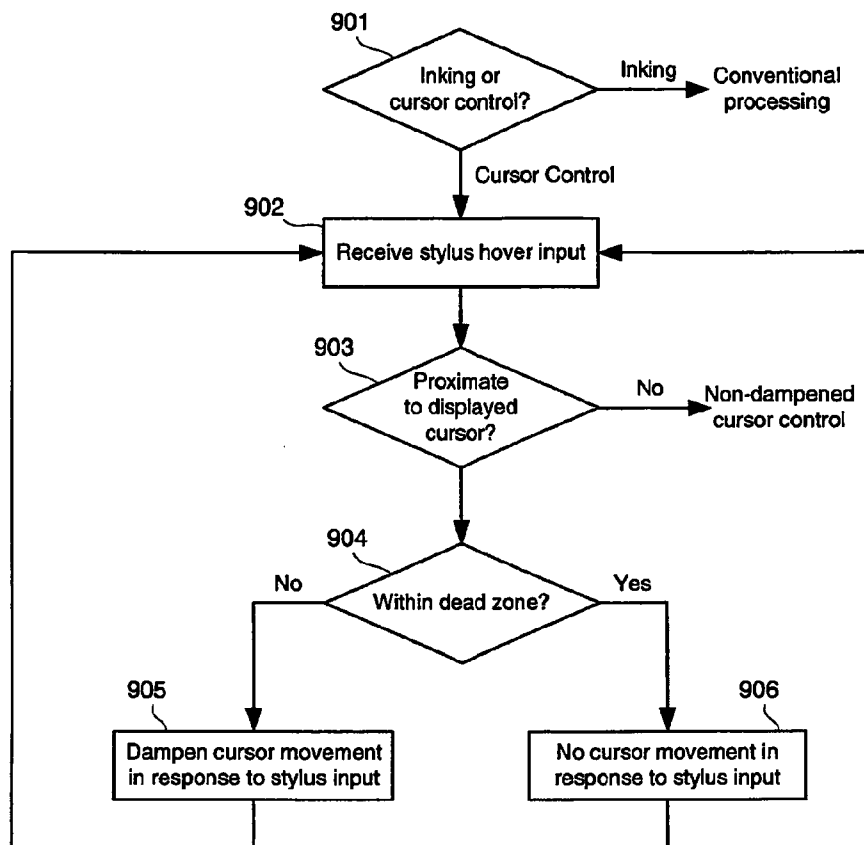 901
Inking or
cursor control?
Inking
Conventional
processing
Cursor Control
902
Receive stylus hover input
903
Proximate
to displayed
cursor?
No
Non-dampened
cursor control
904
No
Within dead zone?
Yes
905
Dampen cursor movement
in response to stylus input
906
No cursor movement in
response to stylus input